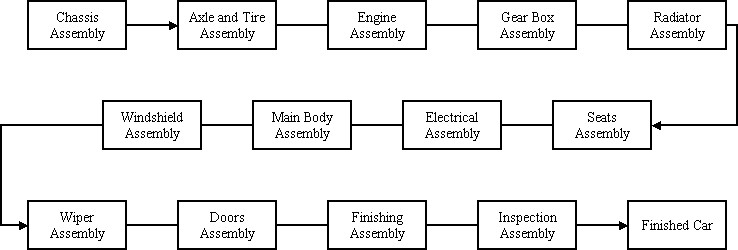 Chassis
Assembly
Axle and Tire
Assembly
Engine
Assembly
Gear Box
Assembly
Radiator
Assembly
Windshield
Assembly
Main Body
Assembly
Electrical
Assembly
Seats
Assembly
Wiper
Assembly
Doors
Assembly
Finishing
Assembly
Inspection
Assembly
Finished Car